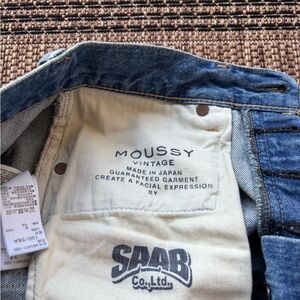 MOUSSY
VINTAGE
MADE IN JAPAN
GUARANTEED GARMENT
CREATE A FACIAL EXPRESSION
BY
SAAB
Co.,Ltd.,